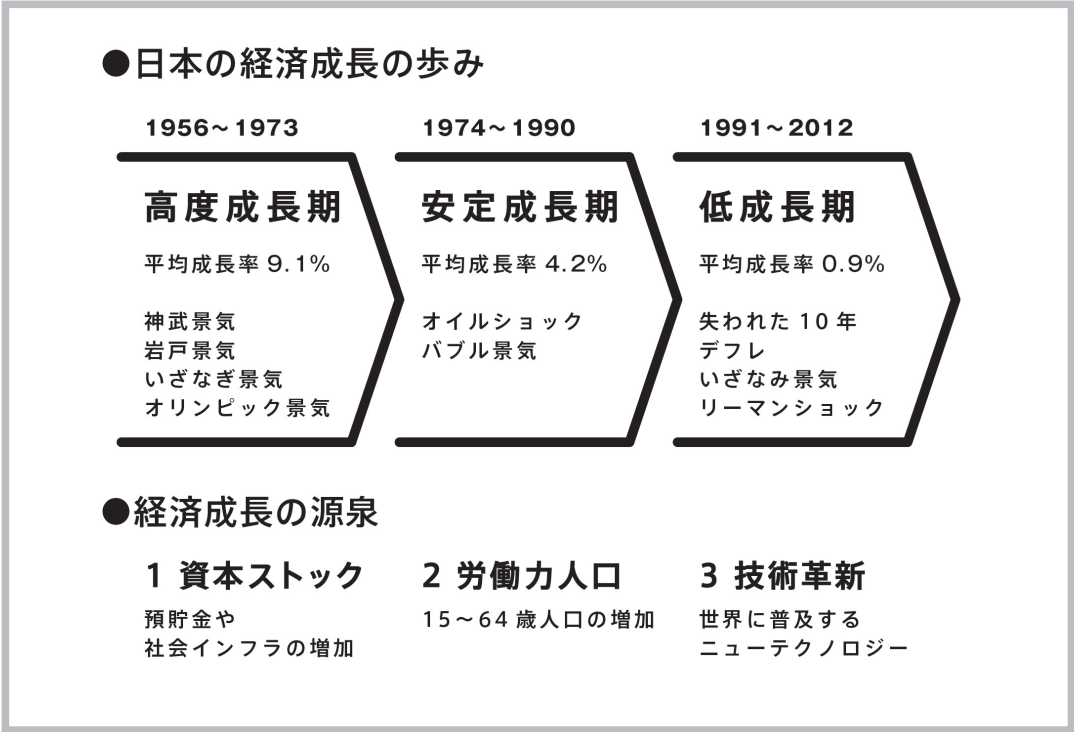 ●日本の経済成長の歩み
1956～1973
高度成長期
平均成長率 9.1%
神武景気
岩戸景気
いざなぎ景気
オリンピック景気
1974～1990
安定成長期
平均成長率 4.2%
オイルショック
バブル景気
1991～2012
低成長期
平均成長率 0.9%
失われた 10 年
デフレ
いざなみ景気
リーマンショック
●経済成長の源泉
1 資本ストック
預貯金や
社会インフラの増加
2 労働力人口
15～64 歳人口の増加
3 技術革新
世界に普及する
ニューテクノロジー